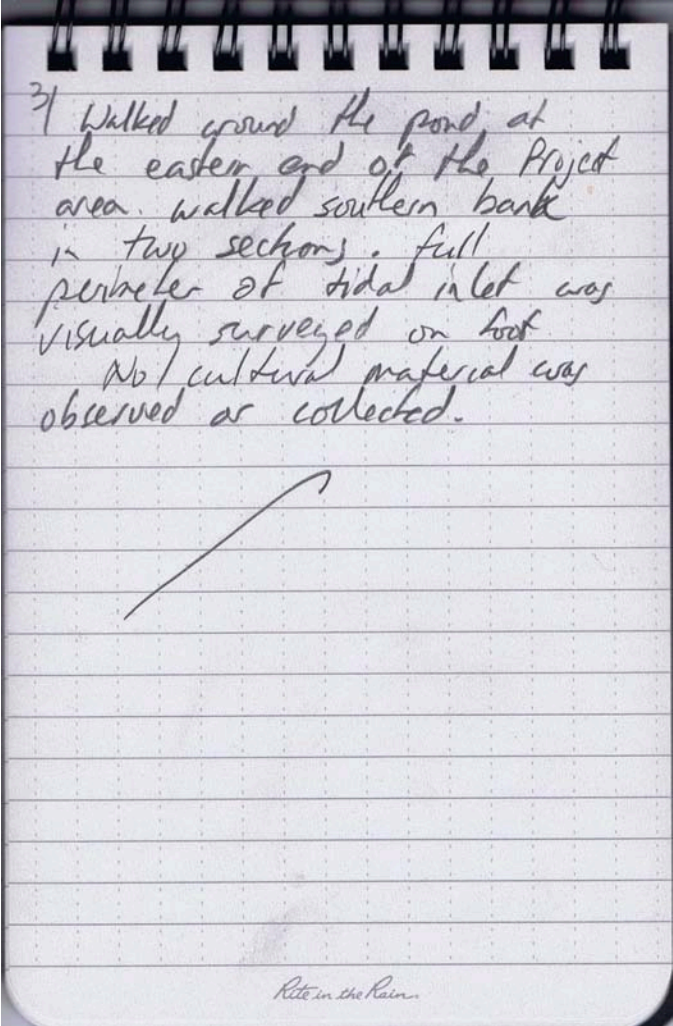 3/ Walked around the pond at
the eastern end of the Project
area. walked southern bank
in two sections. full
perimeter of tidal inlet was
visually surveyed on foot.
No cultural material was
observed or collected.
Rite in the Rain